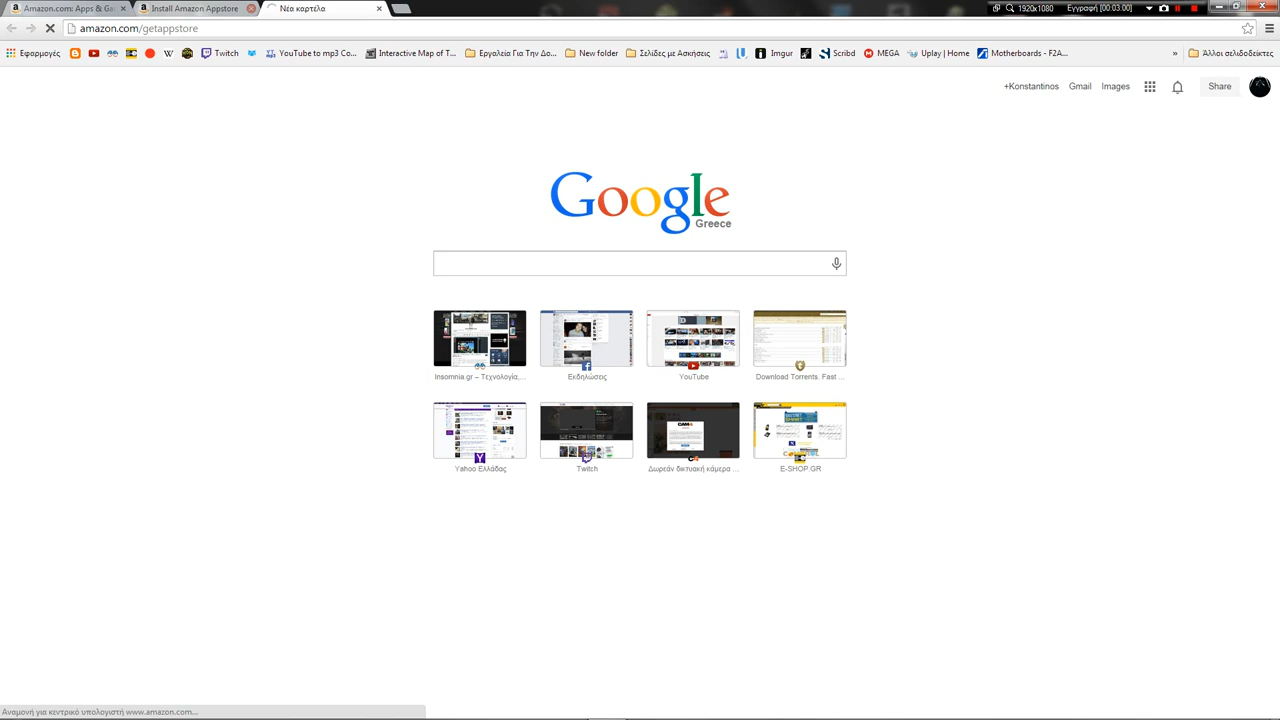 Amazon.com: Apps & Ga
Install Amazon Appstore
Νέα καρτέλα
1920x1080
Εγγραφή [00:03:00]
amazon.com/getappstore
Εφαρμογές
Twitch
YouTube to mp3 Co...
Interactive Map of T...
Εργαλεία Για Την Δο...
New folder
Σελίδες με Ασκήσεις
Imgur
Scribd
MEGA
Uplay | Home
Motherboards - F2A...
»
Άλλοι σελιδοδείκτες
+Konstantinos
Gmail
Images
Share
Google
Greece
Insomnia.gr – Τεχνολογία,...
Εκδηλώσεις
YouTube
Download Torrents. Fast ...
Yahoo Ελλάδας
Twitch
Δωρεάν δικτυακή κάμερα ...
E-SHOP.GR
Αναμονή για κεντρικό υπολογιστή www.amazon.com...